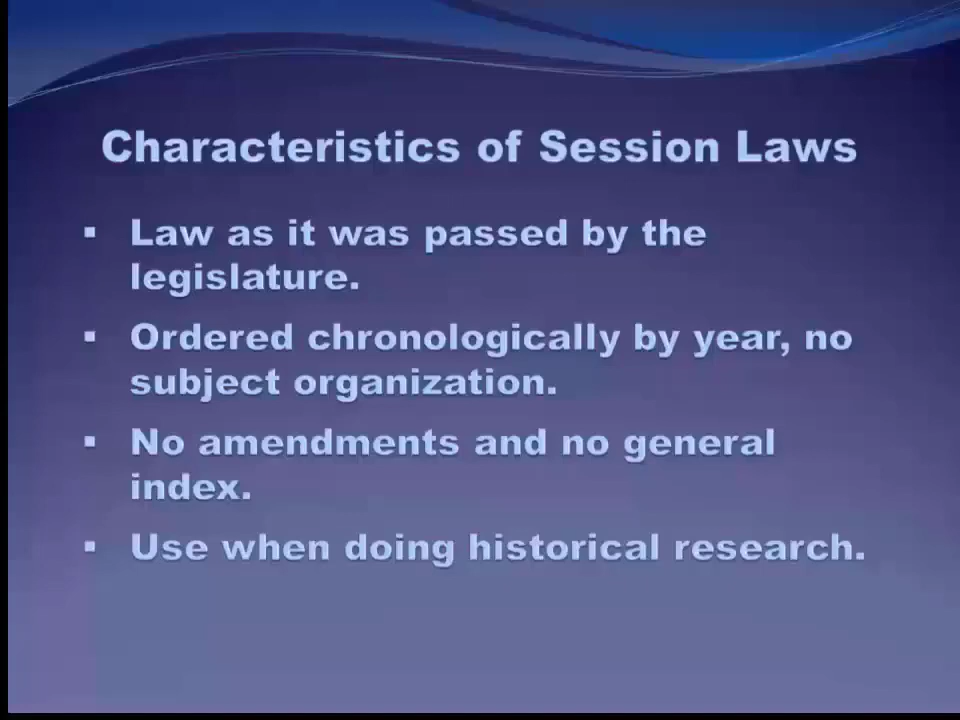 Characteristics of Session Laws
▪ Law as it was passed by the
legislature.
▪ Ordered chronologically by year, no
subject organization.
▪ No amendments and no general
index.
▪ Use when doing historical research.